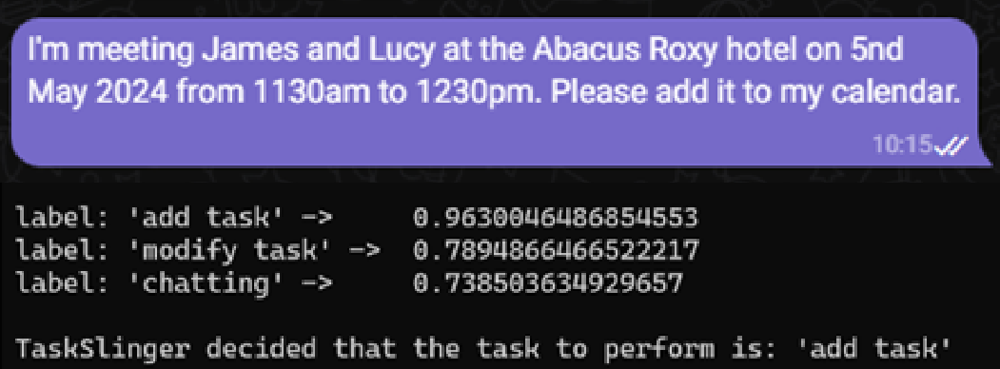 I'm meeting James and Lucy at the Abacus Roxy hotel on 5nd
May 2024 from 1130am to 1230pm. Please add it to my calendar.
10:15
label: 'add task' -> 0.9630046486854553
label: 'modify task' -> 0.7894866466522217
label: 'chatting' -> 0.738503634929657
TaskSlinger decided that the task to perform is: 'add task'